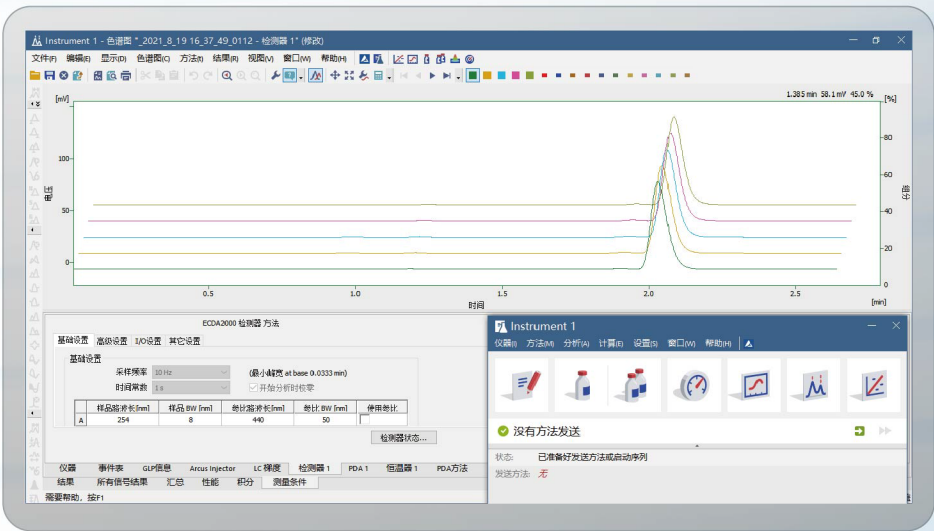 Instrument 1 - 色谱图 *_2021_8_19 16_37_49_0112 - 检测器 1* (修改)
文件(F) 编辑(E) 显示(D) 色谱图(C) 方法(t) 结果(R) 视图(V) 窗口(W) 帮助(H)
1.385 min 58.1 mV 45.0 %
[mV]
[%]
100
50
0
电压
80
60
40
20
0
组分
0.5 1.0 1.5 2.0 2.5
时间
[min]
ECDA2000 检测器 方法
基础设置 高级设置 I/O设置 其它设置
基础设置
采样频率 10 Hz (最小峰宽 at base 0.0333 min)
时间常数 1 s 开始分析时校零
样品路波长[nm] 样品 BW [nm] 参比路波长[nm] 参比 BW [nm] 使用参比
A 254 8 440 50
检测器状态...
仪器 事件表 GLP信息 Arcus Injector LC 梯度 检测器 1 PDA 1 恒温器 1 PDA方法
结果 所有信号结果 汇总 性能 积分 测量条件
需要帮助，按F1
Instrument 1
仪器(I) 方法(M) 分析(A) 计算(E) 设置(S) 窗口(W) 帮助(H)
没有方法发送
状态: 已准备好发送方法或启动序列
发送方法: 无